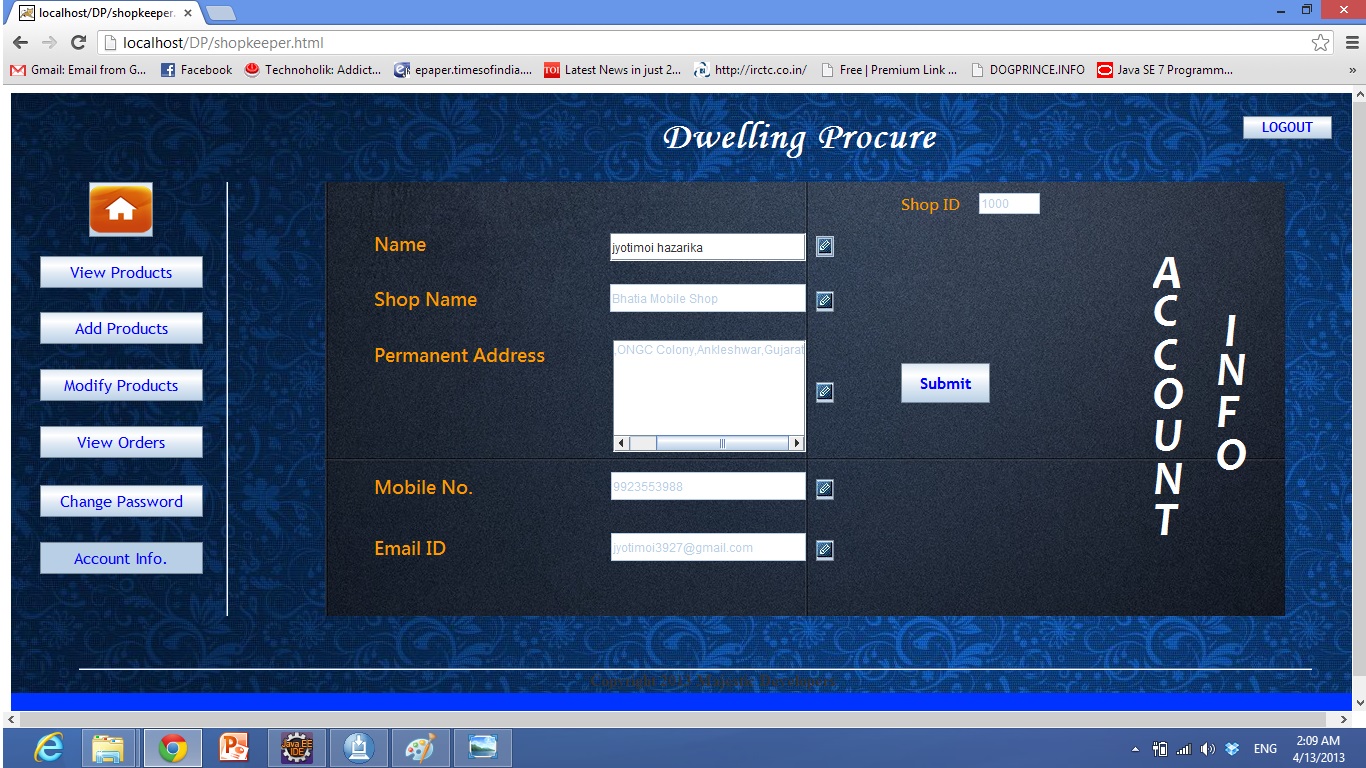 localhost/DP/shopkeeper.
localhost/DP/shopkeeper.html
Gmail: Email from G...
Facebook
Technoholik: Addict...
epaper.timesofindia....
TOI
Latest News in just 2...
http://irctc.co.in/
Free | Premium Link ...
DOGPRINCE.INFO
Java SE 7 Programm...
»
Dwelling Procure
LOGOUT
Shop ID 1000
View Products
Add Products
Modify Products
View Orders
Change Password
Account Info.
Name jyotimoi hazarika
Shop Name Bhatia Mobile Shop
Permanent Address ,ONGC Colony,Ankleshwar,Gujarat
Submit
Mobile No. 9923553988
Email ID jyotimoi3927@gmail.com
ACCOUNT
INFO
Java EE
IDE
ENG
2:09 AM
4/13/2013